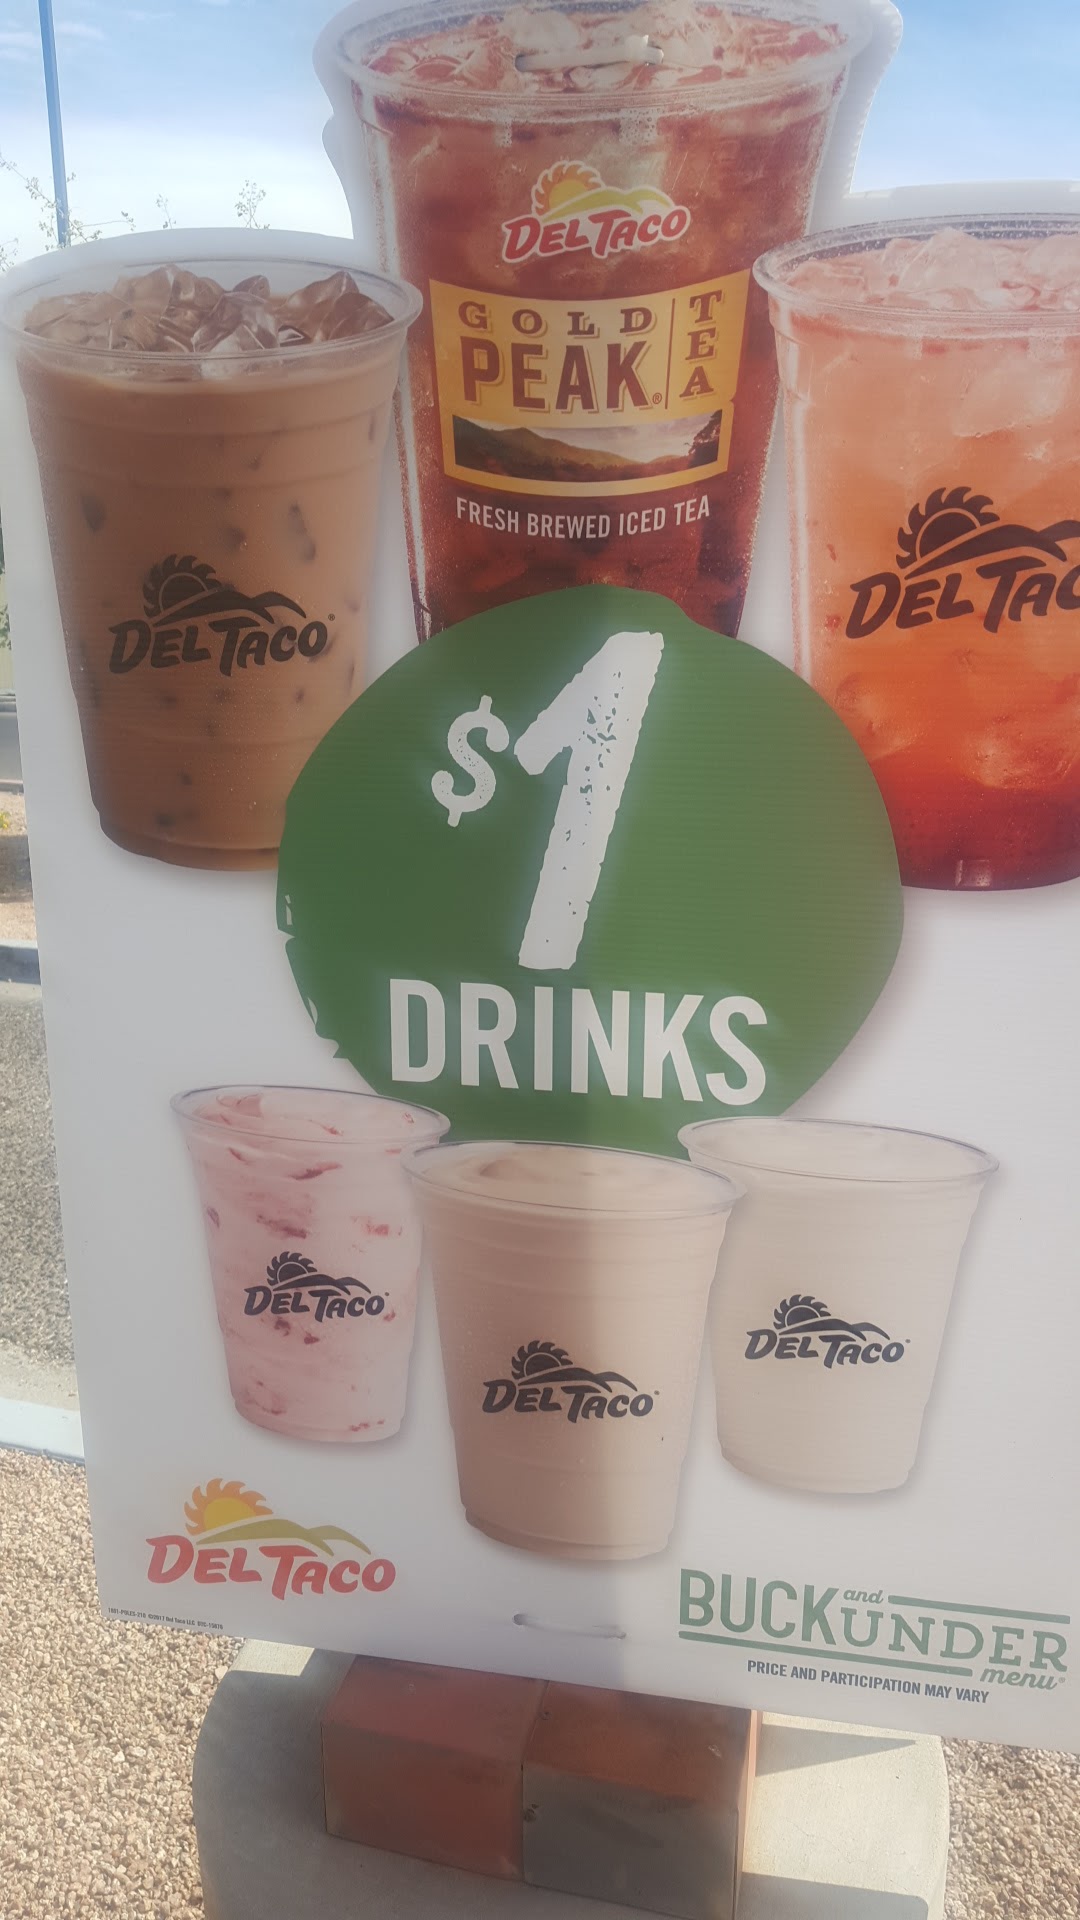 DEL TACO
GOLD PEAK® TEA
FRESH BREWED ICED TEA
DEL TACO®
DEL TAC
$1
DRINKS
DEL TACO
DEL TACO®
DEL TACO®
DEL TACO
BUCK and UNDER menu®
PRICE AND PARTICIPATION MAY VARY